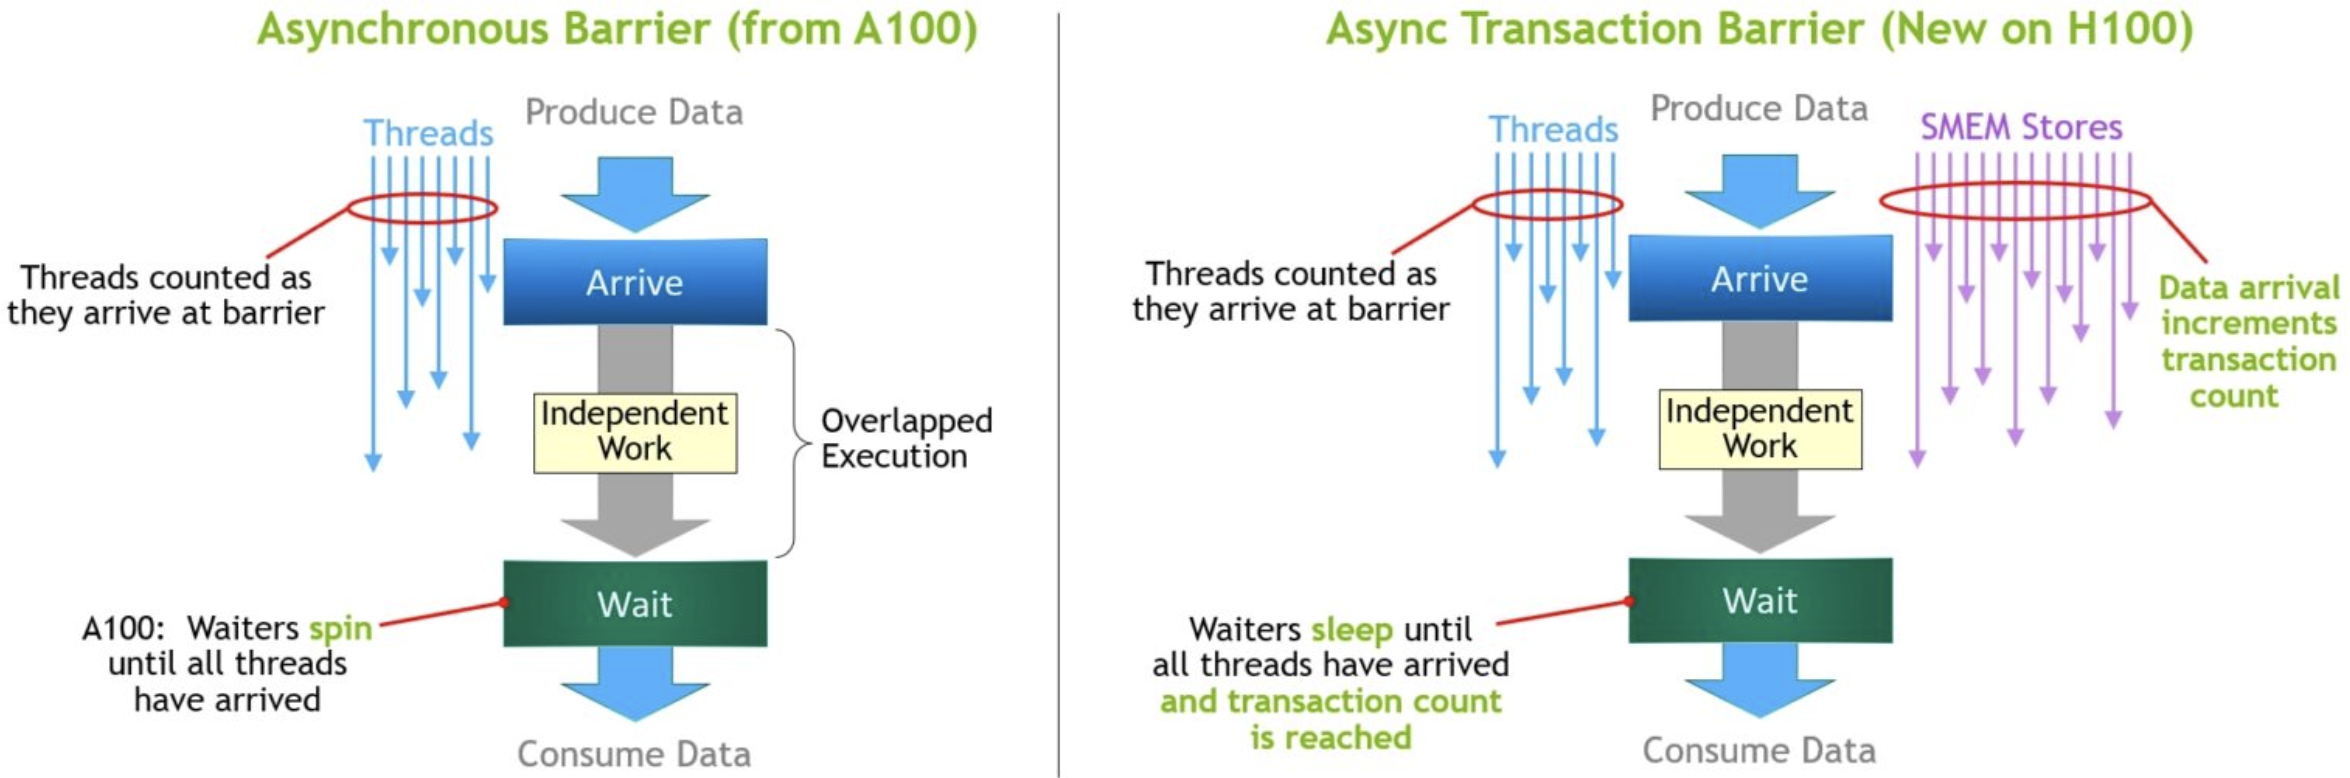 Asynchronous Barrier (from A100)
Produce Data
Threads
Threads counted as
they arrive at barrier
Arrive
Independent
Work
Overlapped
Execution
Wait
A100: Waiters spin
until all threads
have arrived
Consume Data
Async Transaction Barrier (New on H100)
Produce Data
Threads
SMEM Stores
Threads counted as
they arrive at barrier
Arrive
Data arrival
increments
transaction
count
Independent
Work
Wait
Waiters sleep until
all threads have arrived
and transaction count
is reached
Consume Data